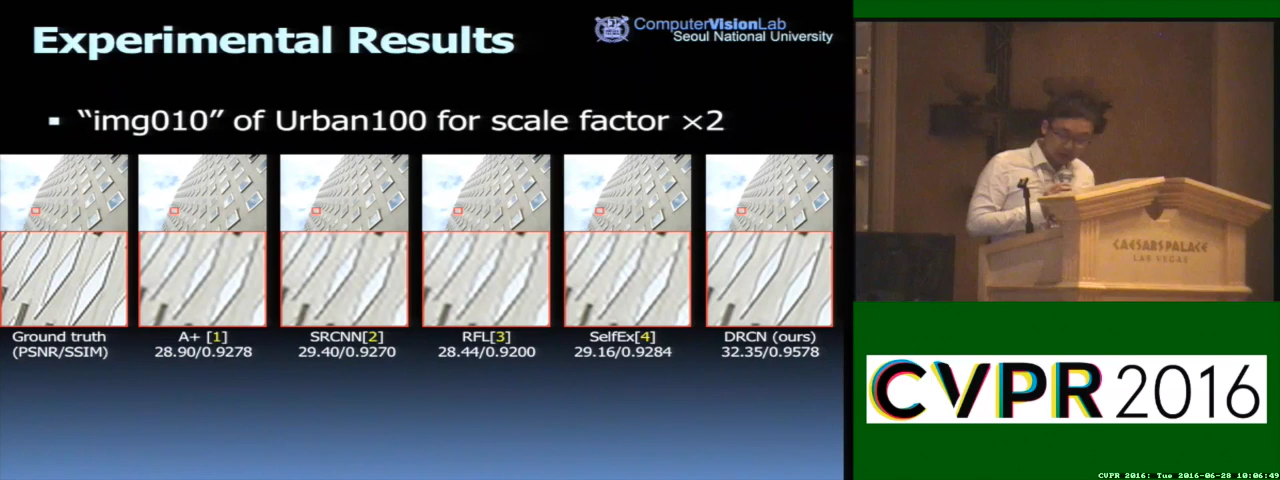 Experimental Results
ComputerVisionLab
Seoul National University
▪ “img010” of Urban100 for scale factor ×2
Ground truth
(PSNR/SSIM)
A+ [1]
28.90/0.9278
SRCNN[2]
29.40/0.9270
RFL[3]
28.44/0.9200
SelfEx[4]
29.16/0.9284
DRCN (ours)
32.35/0.9578
CAESARS PALACE
LAS VEGAS
CVPR 2016
CVPR 2016: Tue 2016-06-28 10:06:49